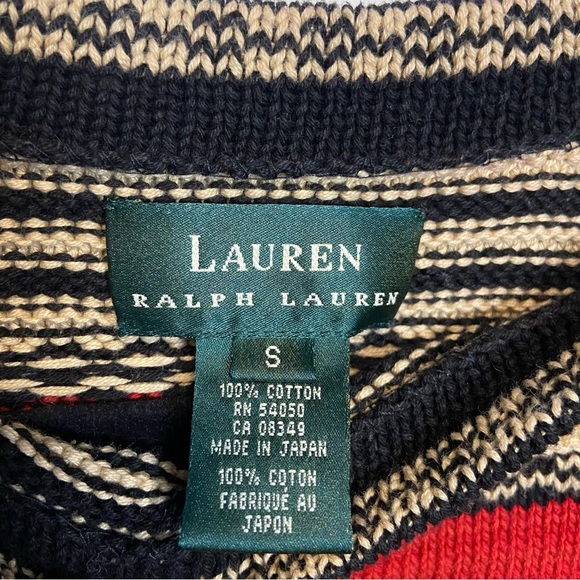 LAUREN
RALPH LAUREN
S
100% COTTON
RN 54050
CA 08349
MADE IN JAPAN
100% COTON
FABRIQUÉ AU
JAPON